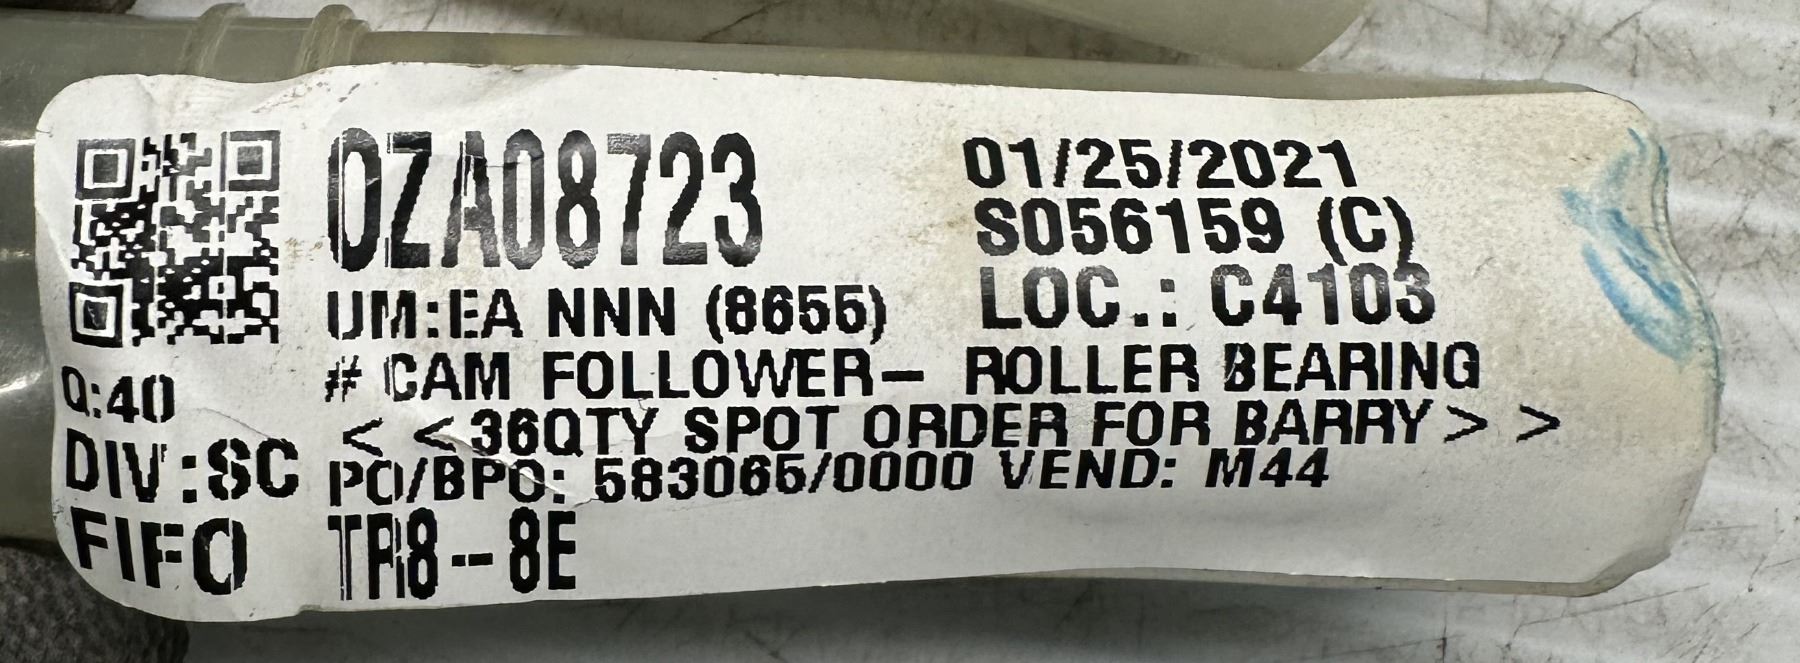 0ZA08723
01/25/2021
S056159 (C)
UM:EA NNN (8655)
LOC.: C4103
# CAM FOLLOWER- ROLLER BEARING
Q:40
< <36QTY SPOT ORDER FOR BARRY> >
DIV:SC
PO/BPO: 583065/0000 VEND: M44
FIFO
TR8--8E